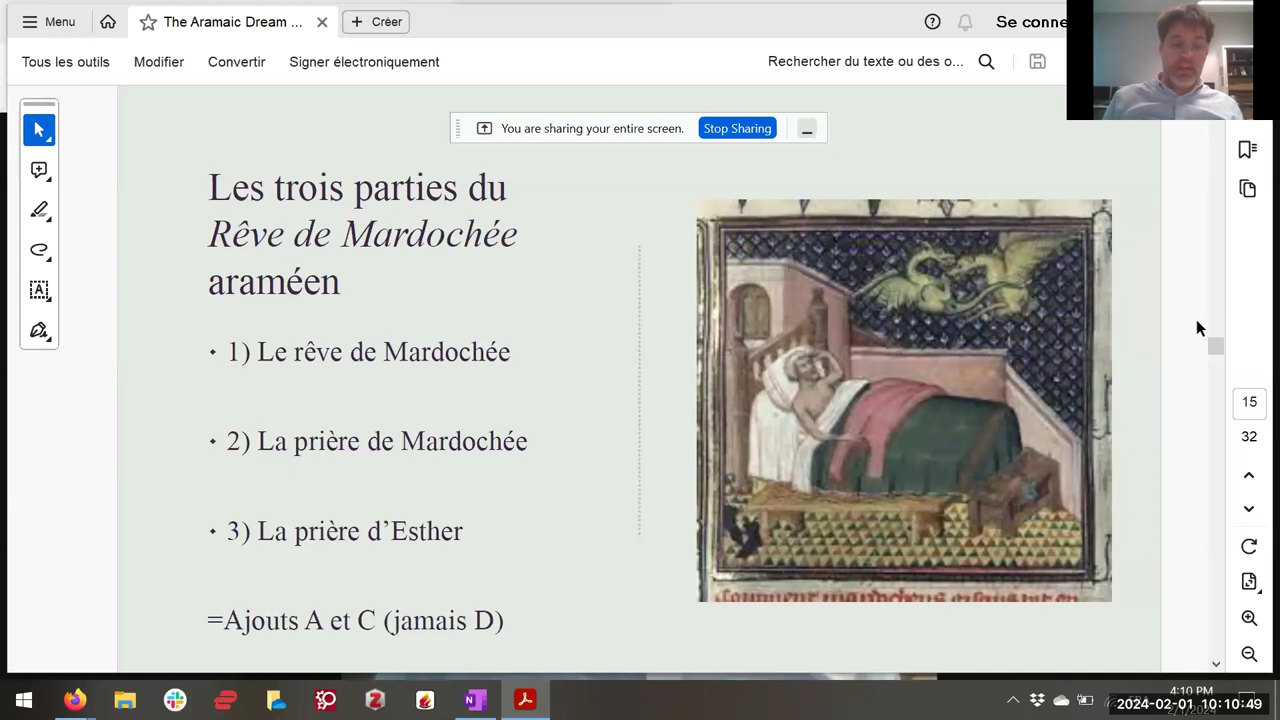 Menu
The Aramaic Dream ...
Créer
Se conne
Tous les outils
Modifier
Convertir
Signer électroniquement
Rechercher du texte ou des o...
You are sharing your entire screen.
Stop Sharing
Les trois parties du
Rêve de Mardochée
araméen
· 1) Le rêve de Mardochée
· 2) La prière de Mardochée
· 3) La prière d’Esther
=Ajouts A et C (jamais D)
15
32
4:10 PM
2024-02-01 10:10:49